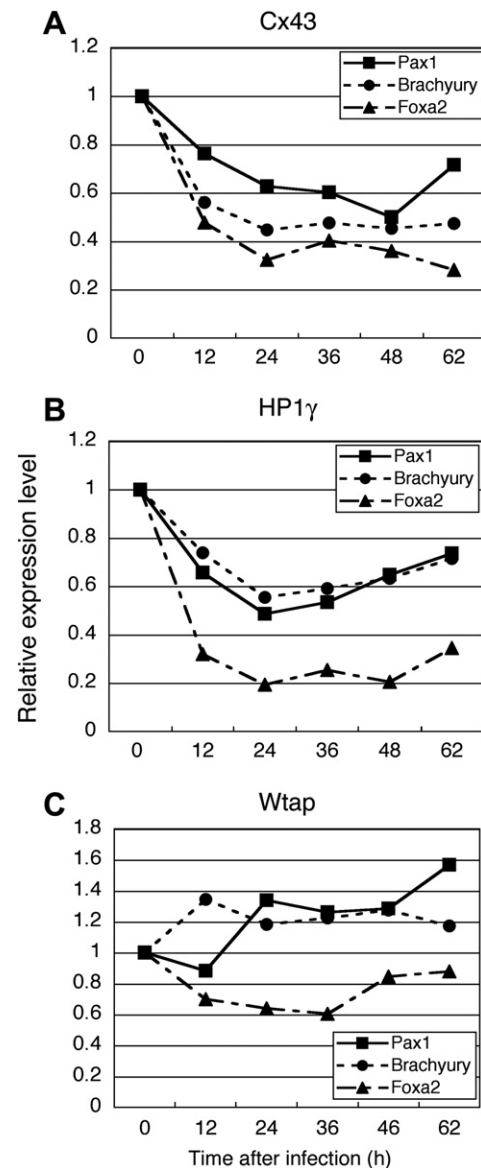 A
Cx43
1.2
1
0.8
0.6
0.4
0.2
0
Pax1
Brachyury
Foxa2
0 12 24 36 48 62
B
HP1γ
1.2
1
0.8
0.6
0.4
0.2
0
Pax1
Brachyury
Foxa2
0 12 24 36 48 62
Relative expression level
C
Wtap
1.8
1.6
1.4
1.2
1
0.8
0.6
0.4
0.2
0
Pax1
Brachyury
Foxa2
0 12 24 36 46 62
Time after infection (h)